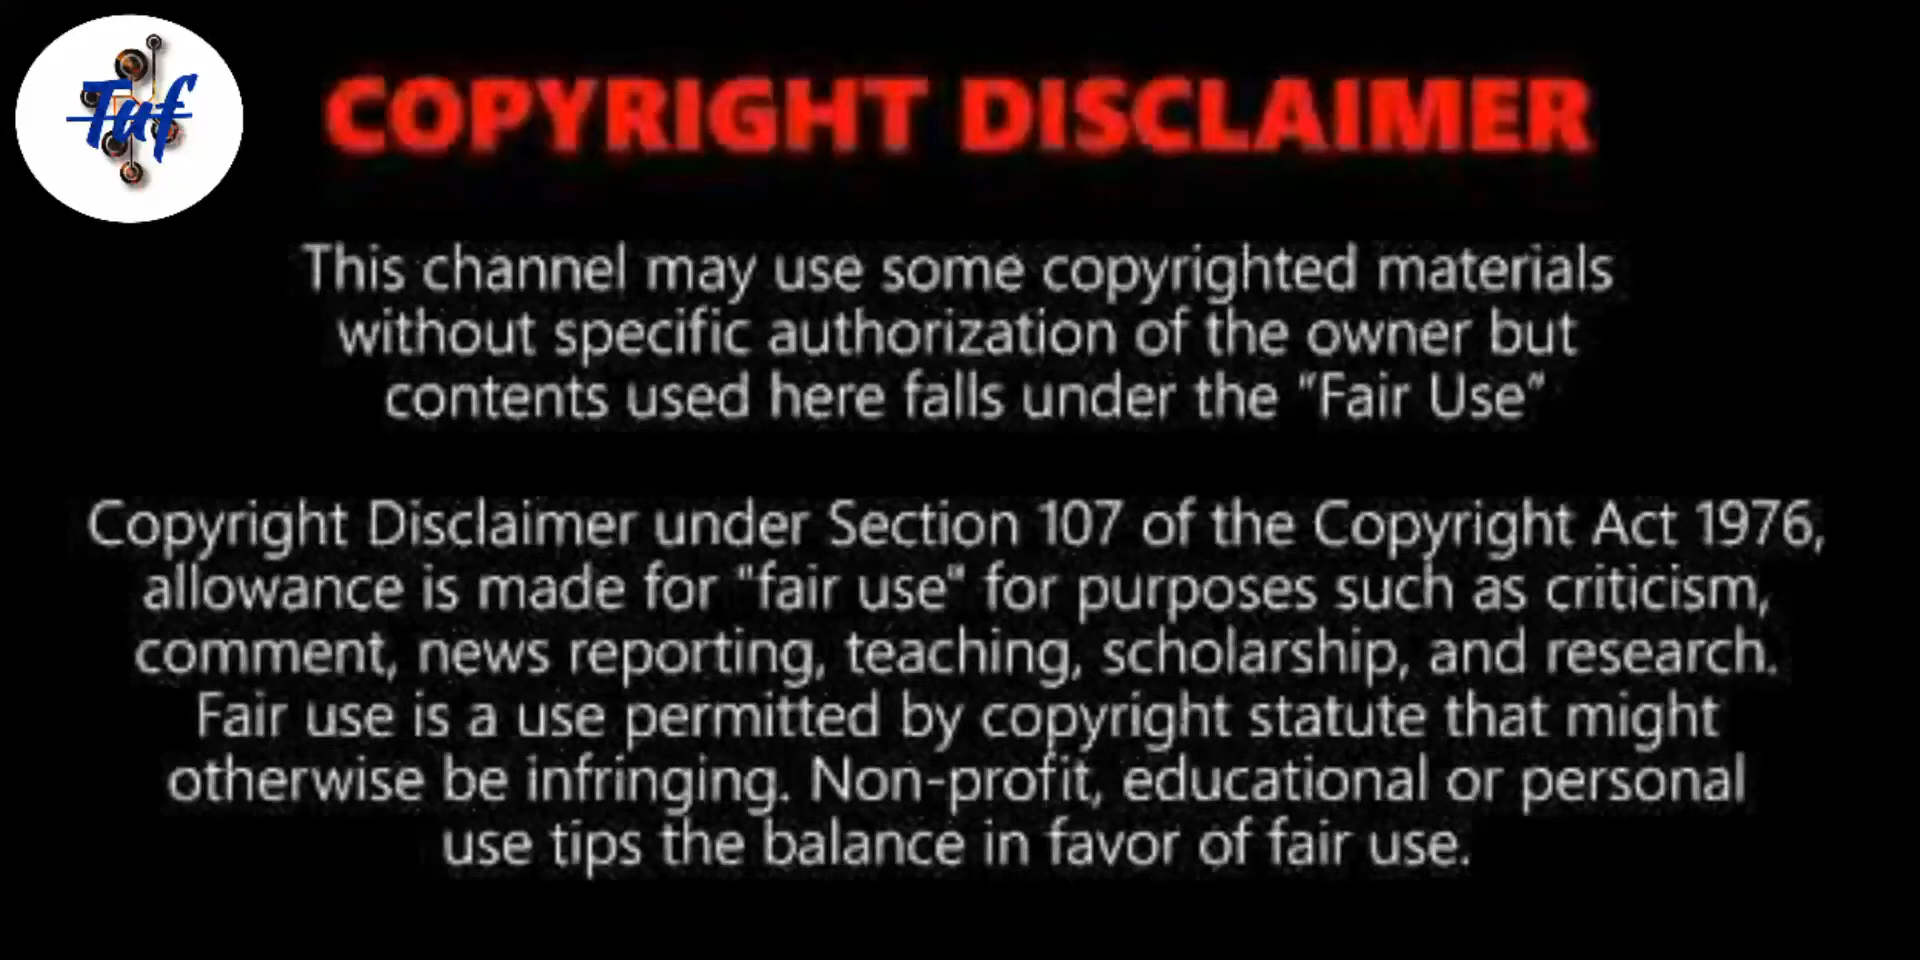 Taf
COPYRIGHT DISCLAIMER
This channel may use some copyrighted materials
without specific authorization of the owner but
contents used here falls under the "Fair Use"
Copyright Disclaimer under Section 107 of the Copyright Act 1976,
allowance is made for "fair use" for purposes such as criticism,
comment, news reporting, teaching, scholarship, and research.
Fair use is a use permitted by copyright statute that might
otherwise be infringing. Non-profit, educational or personal
use tips the balance in favor of fair use.